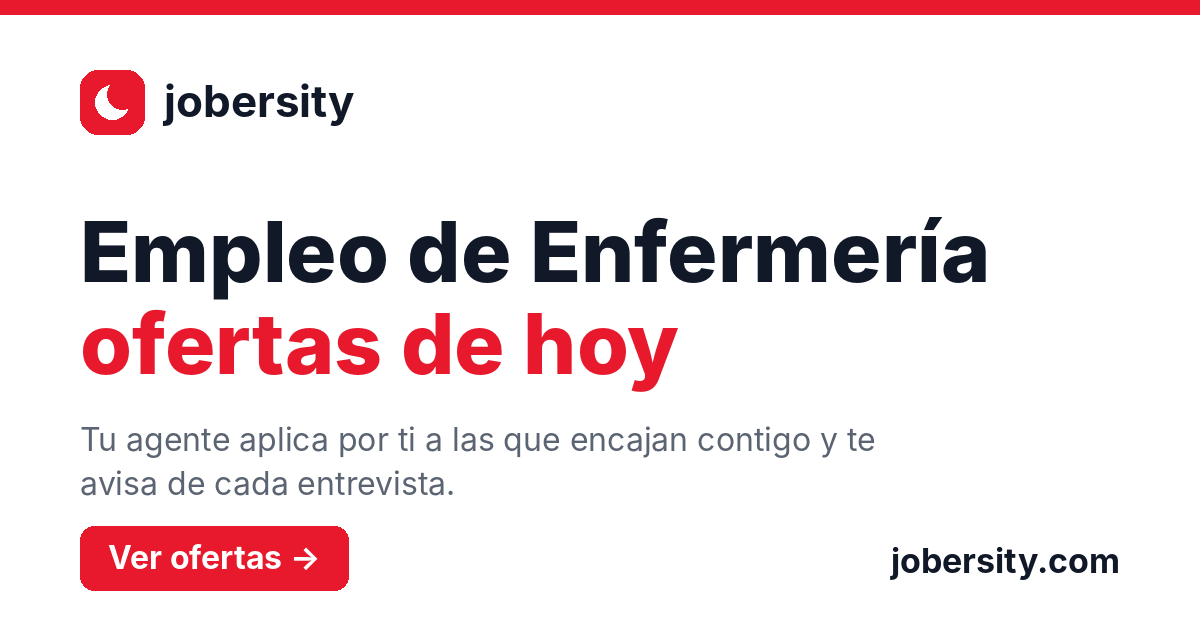 jobersity
Empleo de Enfermería
ofertas de hoy
Tu agente aplica por ti a las que encajan contigo y te
avisa de cada entrevista.
Ver ofertas →
jobersity.com